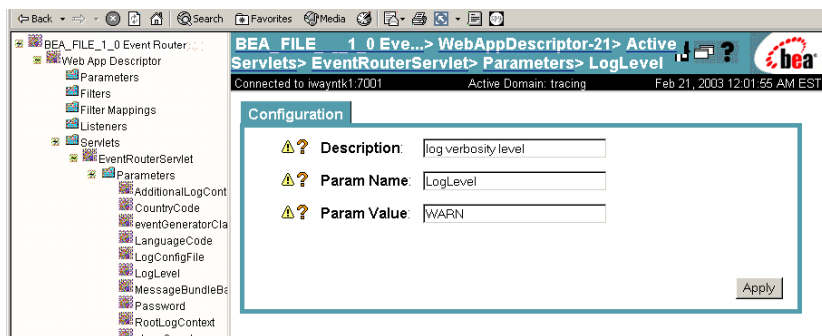 Back Search Favorites Media
BEA_FILE_1_0 Event Router
Web App Descriptor
Parameters
Filters
Filter Mappings
Listeners
Servlets
EventRouterServlet
Parameters
AdditionalLogCont
CountryCode
eventGeneratorCla
LanguageCode
LogConfigFile
LogLevel
MessageBundleBa
Password
RootLogContext
BEA_FILE___1_0 Eve...> WebAppDescriptor-21> Active
Servlets> EventRouterServlet> Parameters> LogLevel
bea
Connected to iwayntk1:7001 Active Domain: tracing Feb 21, 2003 12:01:55 AM EST
Configuration
Description: log verbosity level
Param Name: LogLevel
Param Value: WARN
Apply